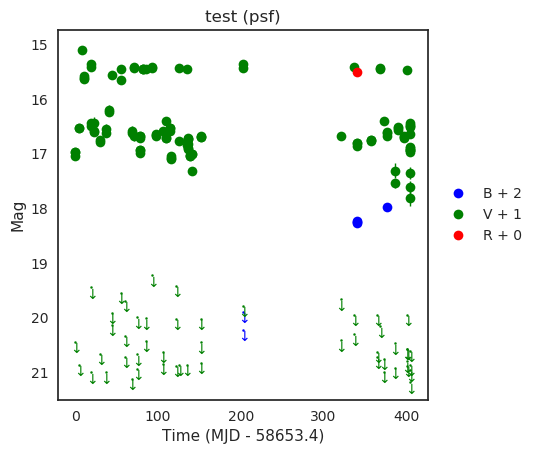 test (psf)
15
16
17
18
19
20
21
Mag
0
100
200
300
400
Time (MJD - 58653.4)
B + 2
V + 1
R + 0